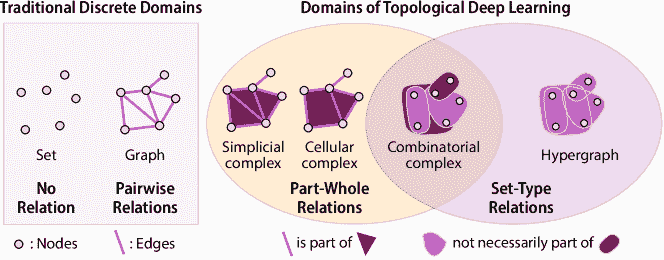 Traditional Discrete Domains
Domains of Topological Deep Learning
Set
Graph
No
Relation
Pairwise
Relations
Simplicial
complex
Cellular
complex
Combinatorial
complex
Hypergraph
Part-Whole
Relations
Set-Type
Relations
: Nodes
: Edges
is part of
not necessarily part of